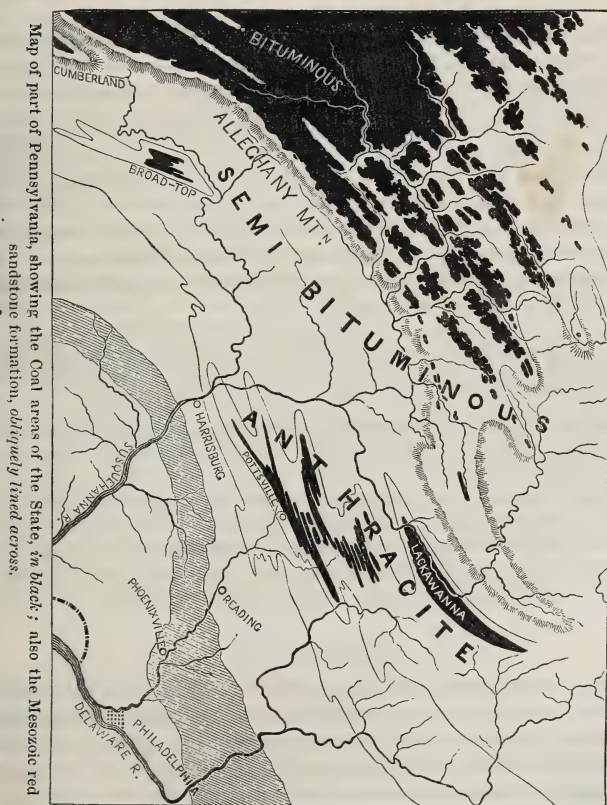 BITUMINOUS
CUMBERLAND
ALLEGHANY MTN
BROAD-TOP
SEMI BITUMINOUS
ANTHRACITE
LACKAWANNA
HARRISBURG
POTTSVILLE
SUSQUEHANNA R.
READING
PHOENIXVILLE
PHILADELPHIA
DELAWARE R.
Map of part of Pennsylvania, showing the Coal areas of the State, in black; also the Mesozoic red
sandstone formation, obliquely lined across.